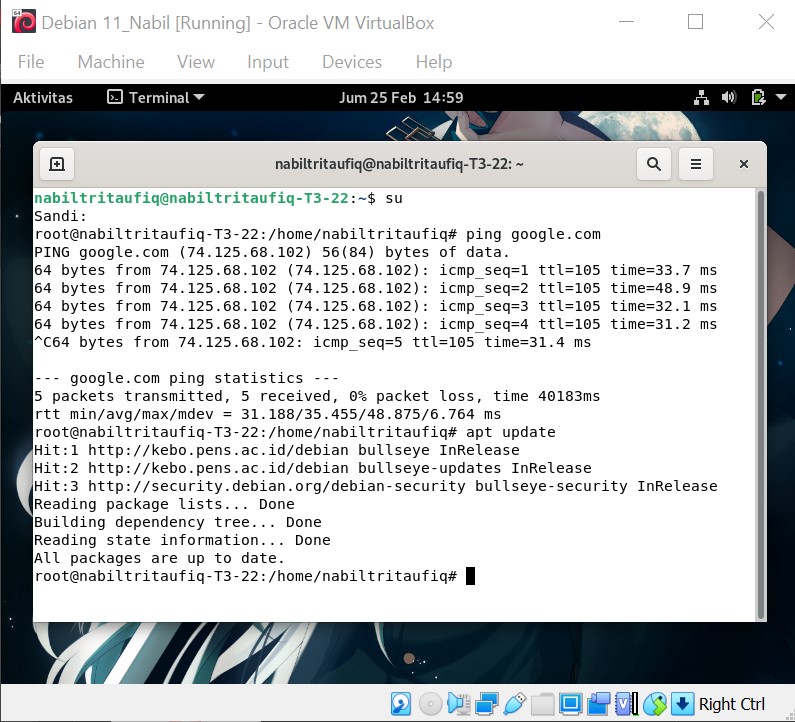 Debian 11_Nabil [Running] - Oracle VM VirtualBox
File Machine View Input Devices Help
Aktivitas Terminal Jum 25 Feb 14:59
nabiltritaufiq@nabiltritaufiq-T3-22: ~
nabiltritaufiq@nabiltritaufiq-T3-22:~$ su
Sandi:
root@nabiltritaufiq-T3-22:/home/nabiltritaufiq# ping google.com
PING google.com (74.125.68.102) 56(84) bytes of data.
64 bytes from 74.125.68.102 (74.125.68.102): icmp_seq=1 ttl=105 time=33.7 ms
64 bytes from 74.125.68.102 (74.125.68.102): icmp_seq=2 ttl=105 time=48.9 ms
64 bytes from 74.125.68.102 (74.125.68.102): icmp_seq=3 ttl=105 time=32.1 ms
64 bytes from 74.125.68.102 (74.125.68.102): icmp_seq=4 ttl=105 time=31.2 ms
^C64 bytes from 74.125.68.102: icmp_seq=5 ttl=105 time=31.4 ms
--- google.com ping statistics ---
5 packets transmitted, 5 received, 0% packet loss, time 40183ms
rtt min/avg/max/mdev = 31.188/35.455/48.875/6.764 ms
root@nabiltritaufiq-T3-22:/home/nabiltritaufiq# apt update
Hit:1 http://kebo.pens.ac.id/debian bullseye InRelease
Hit:2 http://kebo.pens.ac.id/debian bullseye-updates InRelease
Hit:3 http://security.debian.org/debian-security bullseye-security InRelease
Reading package lists... Done
Building dependency tree... Done
Reading state information... Done
All packages are up to date.
root@nabiltritaufiq-T3-22:/home/nabiltritaufiq#
Right Ctrl